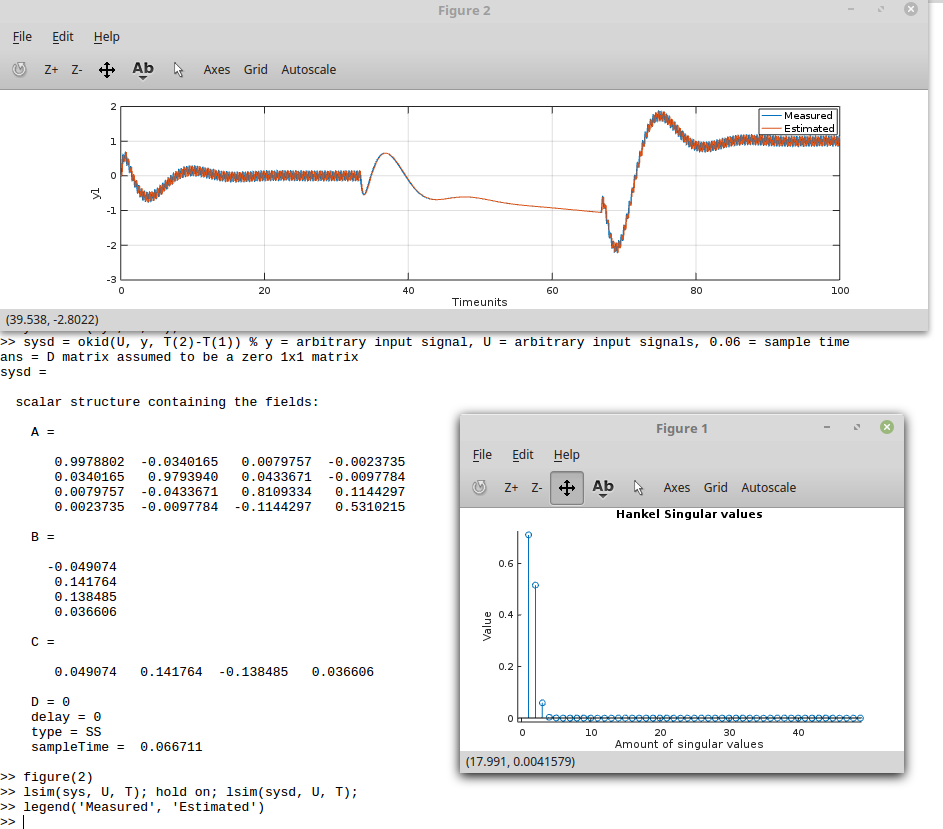 Figure 2
File Edit Help
Z+ Z- Ab Axes Grid Autoscale
2
1
0
-1
-2
-3
y1
Measured
Estimated
0 20 40 60 80 100
Timeunits
(39.538, -2.8022)
>> sysd = okid(U, y, T(2)-T(1)) % y = arbitrary input signal, U = arbitrary input signals, 0.06 = sample time
ans = D matrix assumed to be a zero 1x1 matrix
sysd =
scalar structure containing the fields:
A =
0.9978802 -0.0340165 0.0079757 -0.0023735
0.0340165 0.9793940 0.0433671 -0.0097784
0.0079757 -0.0433671 0.8109334 0.1144297
0.0023735 -0.0097784 -0.1144297 0.5310215
B =
-0.049074
0.141764
0.138485
0.036606
C =
0.049074 0.141764 -0.138485 0.036606
D = 0
delay = 0
type = SS
sampleTime = 0.066711
>> figure(2)
>> lsim(sys, U, T); hold on; lsim(sysd, U, T);
>> legend('Measured', 'Estimated')
>>
Figure 1
File Edit Help
Z+ Z- Ab Axes Grid Autoscale
Hankel Singular values
0.6
0.4
0.2
0
Value
0 10 20 30 40
Amount of singular values
(17.991, 0.0041579)